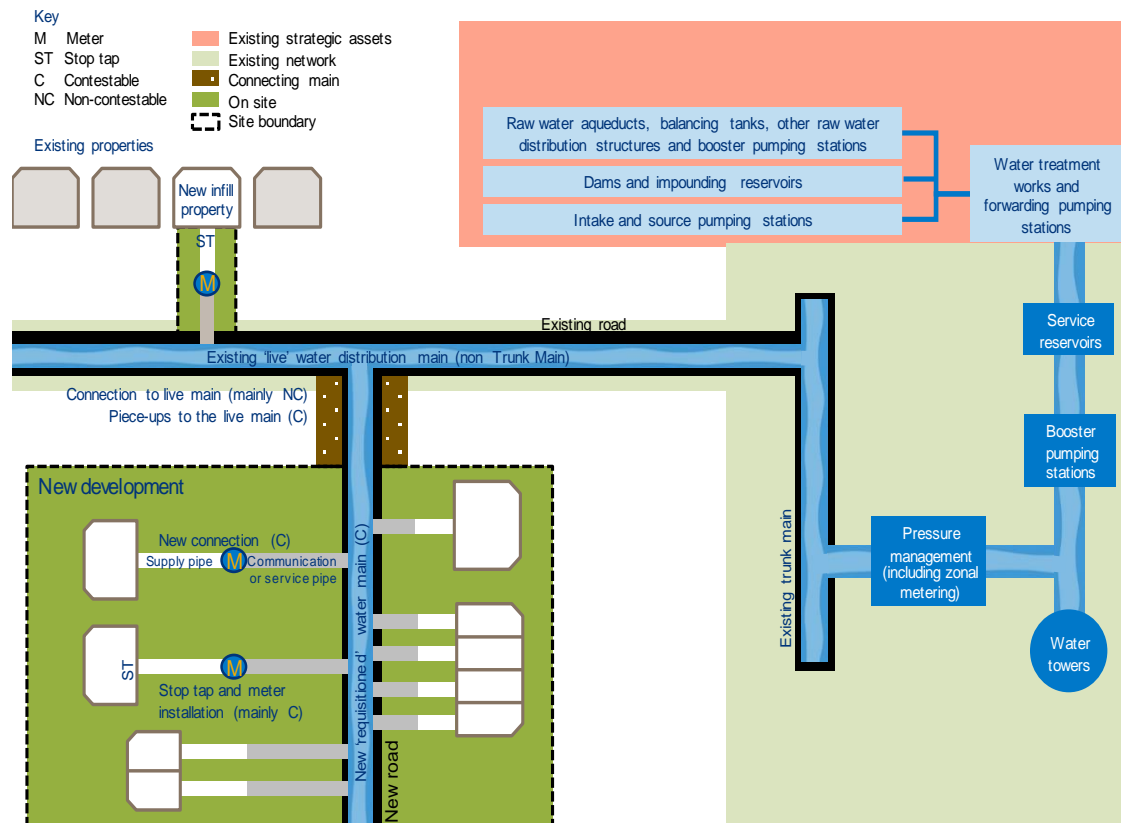 Key
M Meter
ST Stop tap
C Contestable
NC Non-contestable
Existing strategic assets
Existing network
Connecting main
On site
Site boundary
Existing properties
New infill
property
ST
M
Raw water aqueducts, balancing tanks, other raw water
distribution structures and booster pumping stations
Dams and impounding reservoirs
Intake and source pumping stations
Water treatment
works and
forwarding pumping
stations
Existing road
Existing 'live' water distribution main (non Trunk Main)
Connection to live main (mainly NC)
Piece-ups to the live main (C)
Service
reservoirs
Booster
pumping
stations
Pressure
management
(including zonal
metering)
Water
towers
Existing trunk main
New development
New connection (C)
Supply pipe
M
Communication
or service pipe
ST
M
Stop tap and meter
installation (mainly C)
New 'requisitioned' water main (C)
New road